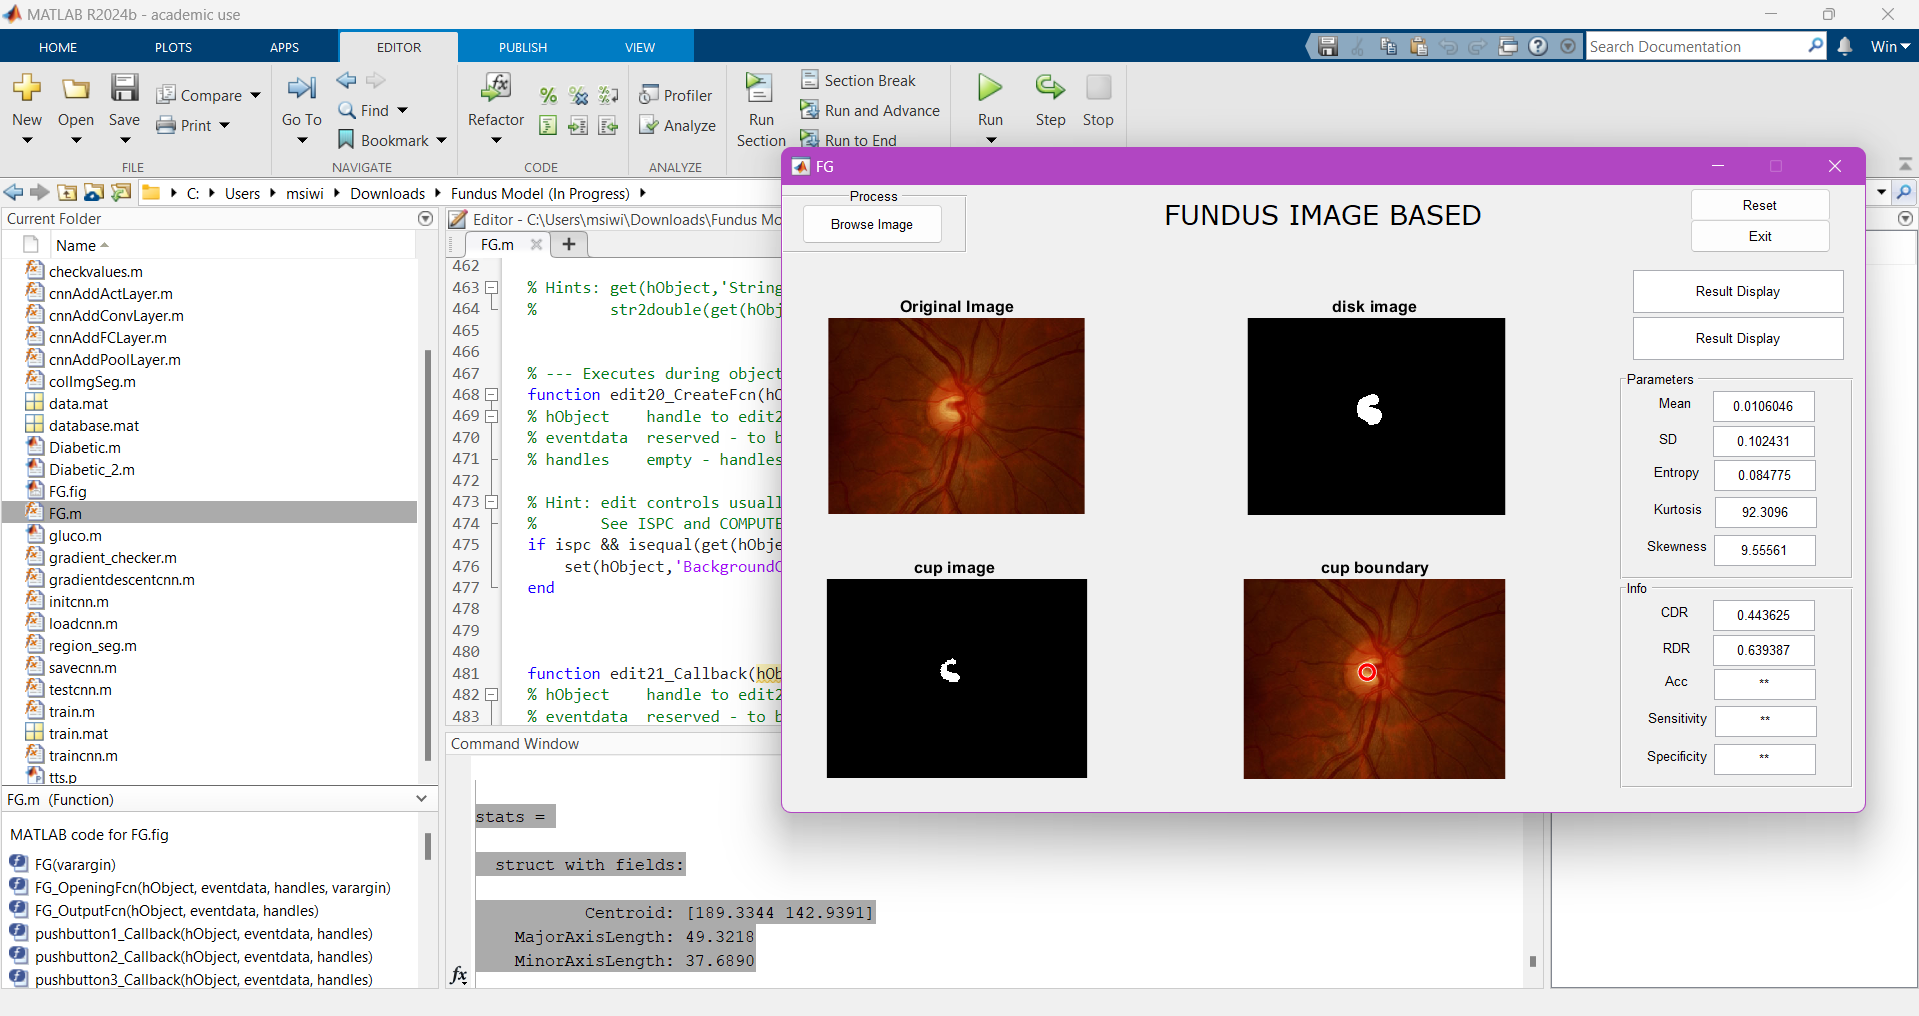 MATLAB R2024b - academic use
HOME PLOTS APPS EDITOR PUBLISH VIEW
Search Documentation
Win
New
Open
Save
Compare
Print
FILE
Go To
Find
Bookmark
NAVIGATE
Refactor
CODE
Profiler
Analyze
ANALYZE
Run
Section
Section Break
Run and Advance
Run to End
Run
Step
Stop
C: Users msiwi Downloads Fundus Model (In Progress)
Current Folder
Name
checkvalues.m
cnnAddActLayer.m
cnnAddConvLayer.m
cnnAddFCLayer.m
cnnAddPoolLayer.m
collmgSeg.m
data.mat
database.mat
Diabetic.m
Diabetic_2.m
FG.fig
FG.m
gluco.m
gradient_checker.m
gradientdescentcnn.m
initcnn.m
loadcnn.m
region_seg.m
savecnn.m
testcnn.m
train.m
train.mat
traincnn.m
tts.p
FG.m (Function)
MATLAB code for FG.fig
FG(varargin)
FG_OpeningFcn(hObject, eventdata, handles, varargin)
FG_OutputFcn(hObject, eventdata, handles)
pushbutton1_Callback(hObject, eventdata, handles)
pushbutton2_Callback(hObject, eventdata, handles)
pushbutton3_Callback(hObject, eventdata, handles)
Editor - C:\Users\msiwi\Downloads\Fundus Mo
FG.m
462
463 % Hints: get(hObject,'String
464 % str2double(get(hObj
465
466
467 % --- Executes during object
468 function edit20_CreateFcn(hO
469 % hObject handle to edit2
470 % eventdata reserved - to b
471 % handles empty - handles
472
473 % Hint: edit controls usuall
474 % See ISPC and COMPUTE
475 if ispc && isequal(get(hObje
476 set(hObject,'BackgroundC
477 end
478
479
480
481 function edit21_Callback(hOb
482 % hObject handle to edit2
483 % eventdata reserved - to b
Command Window
stats =
struct with fields:
Centroid: [189.3344 142.9391]
MajorAxisLength: 49.3218
MinorAxisLength: 37.6890
fx
FG
Process
Browse Image
FUNDUS IMAGE BASED
Reset
Exit
Original Image
disk image
cup image
cup boundary
Result Display
Result Display
Parameters
Mean 0.0106046
SD 0.102431
Entropy 0.084775
Kurtosis 92.3096
Skewness 9.55561
Info
CDR 0.443625
RDR 0.639387
Acc **
Sensitivity **
Specificity **